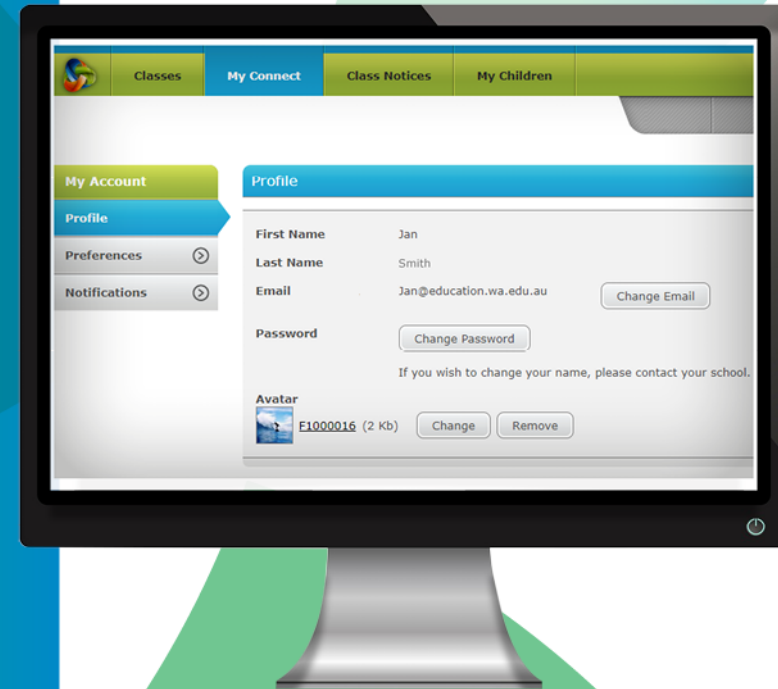 Classes My Connect Class Notices My Children
My Account
Profile
Preferences
Notifications
Profile
First Name Jan
Last Name Smith
Email Jan@education.wa.edu.au Change Email
Password Change Password
If you wish to change your name, please contact your school.
Avatar
F1000016 (2 Kb) Change Remove